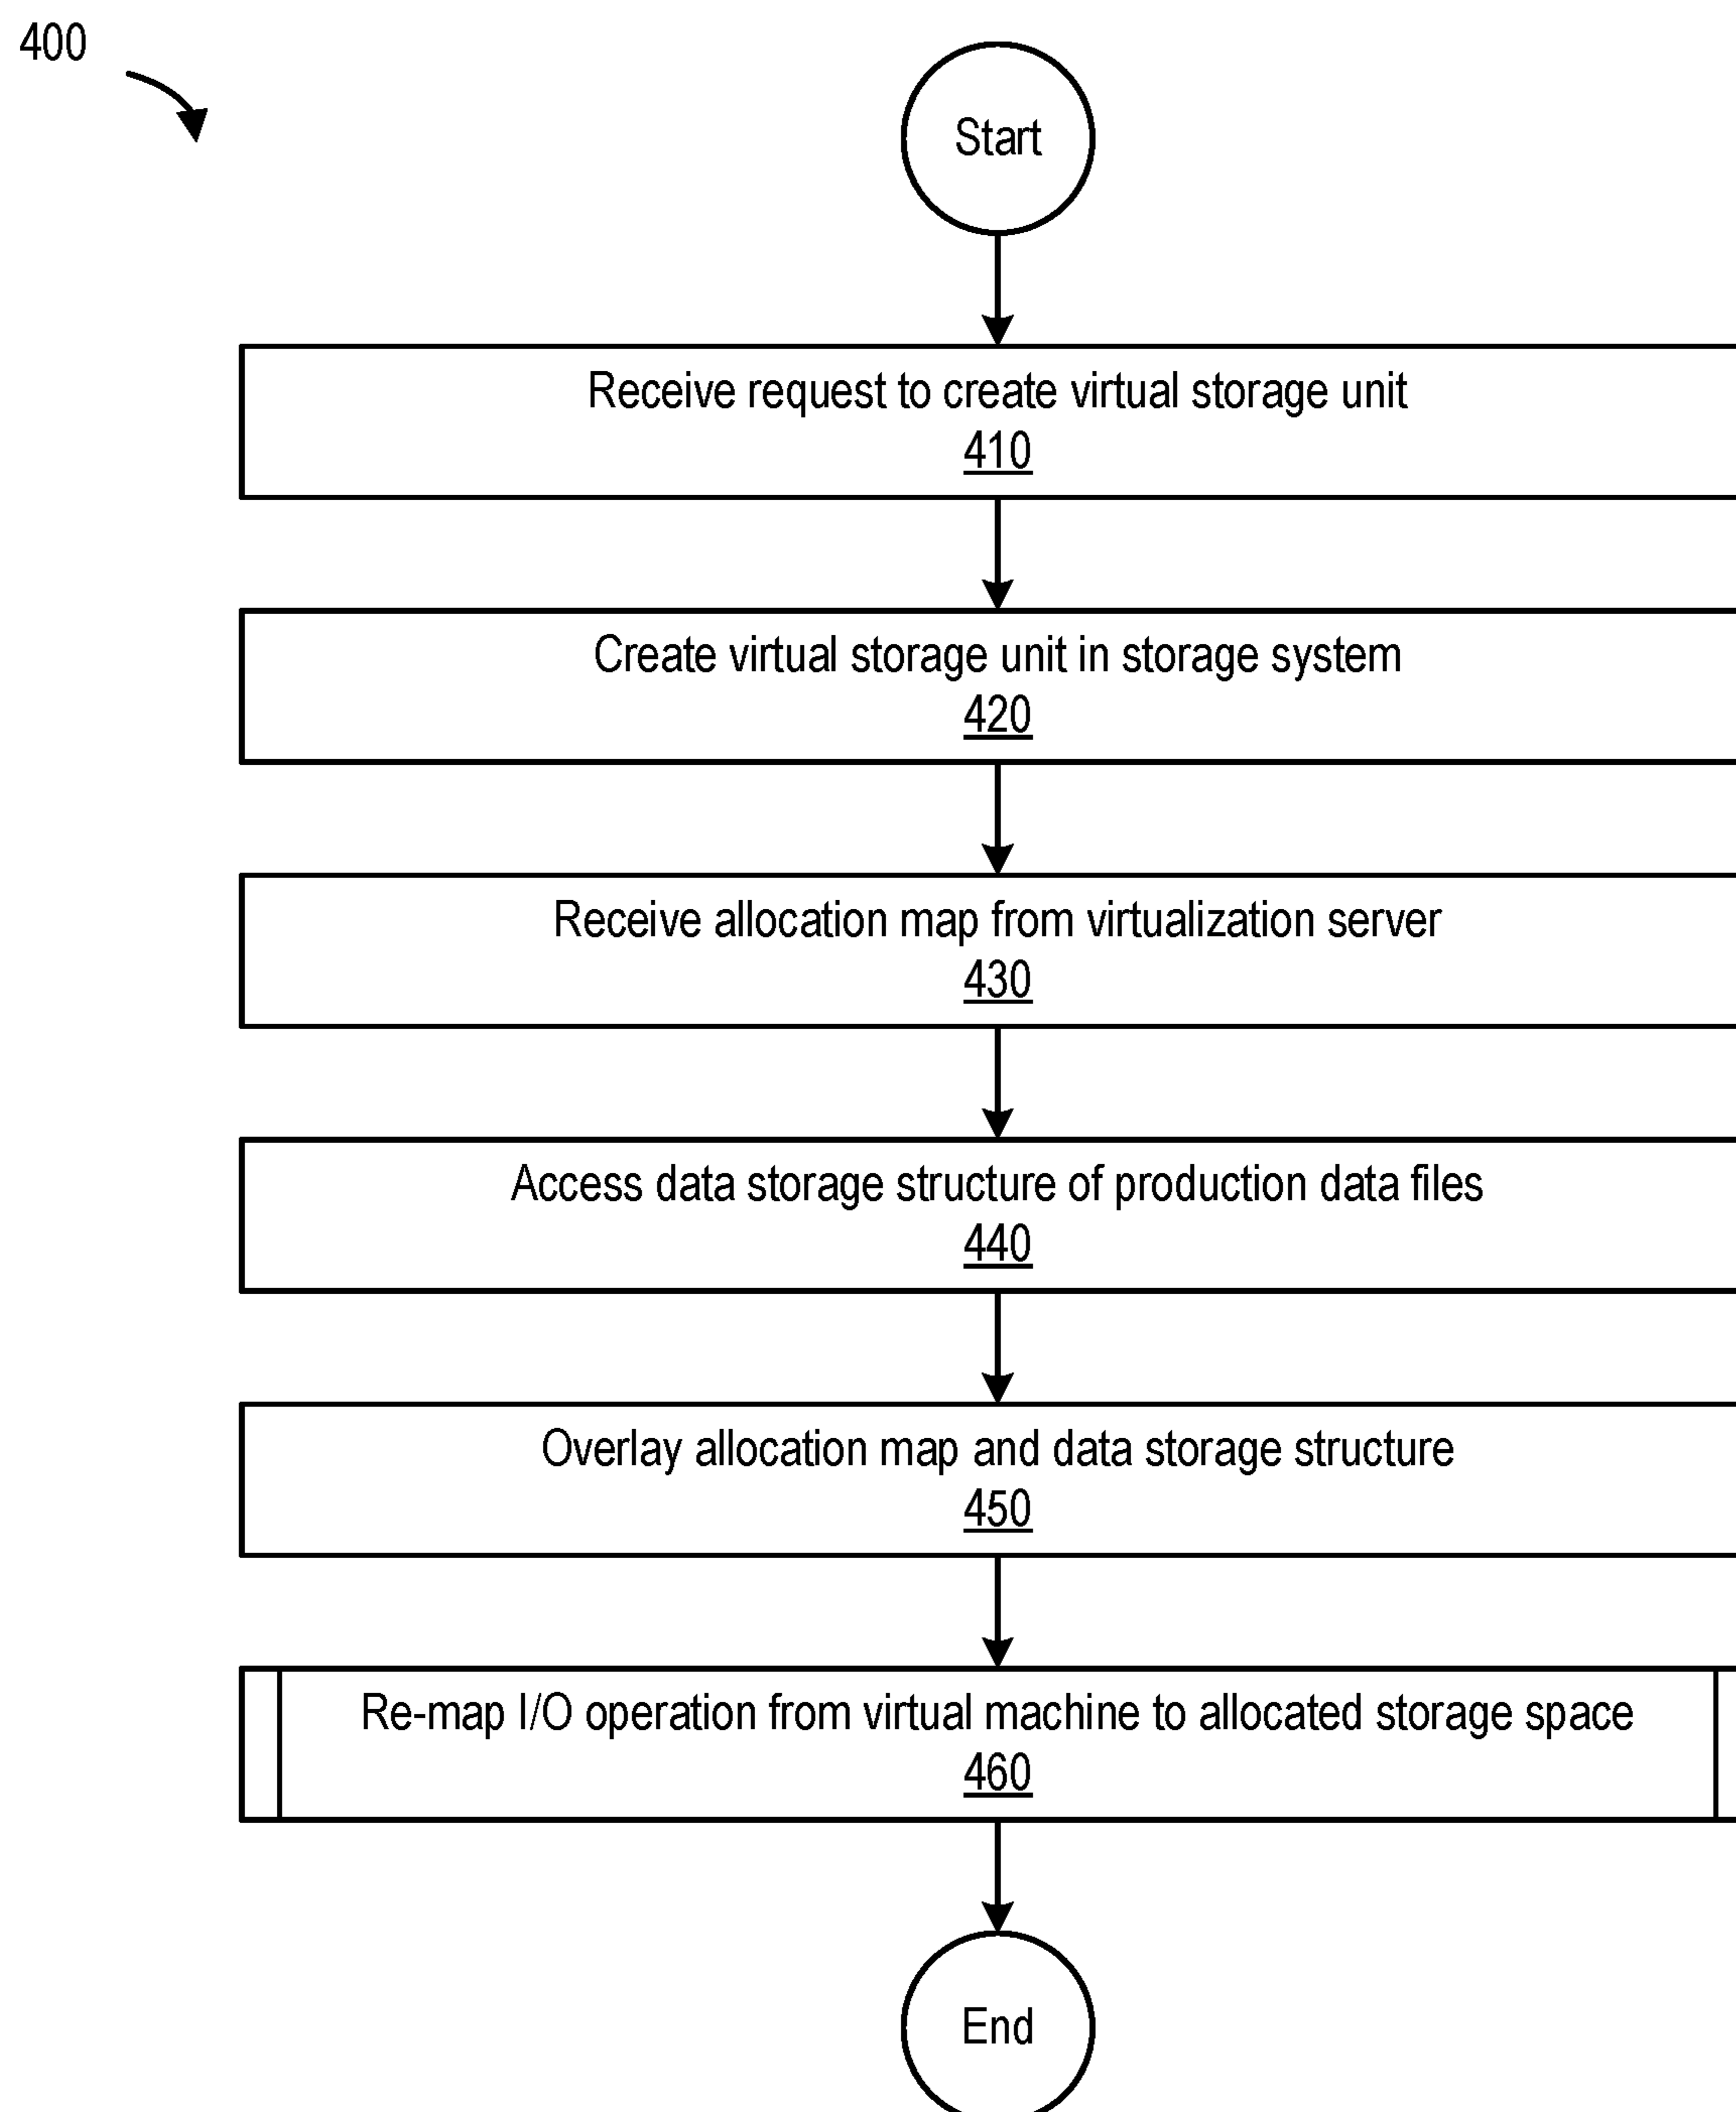 400
Start
Receive request to create virtual storage unit
410
Create virtual storage unit in storage system
420
Receive allocation map from virtualization server
430
Access data storage structure of production data files
440
Overlay allocation map and data storage structure
450
Re-map I/O operation from virtual machine to allocated storage space
460
End